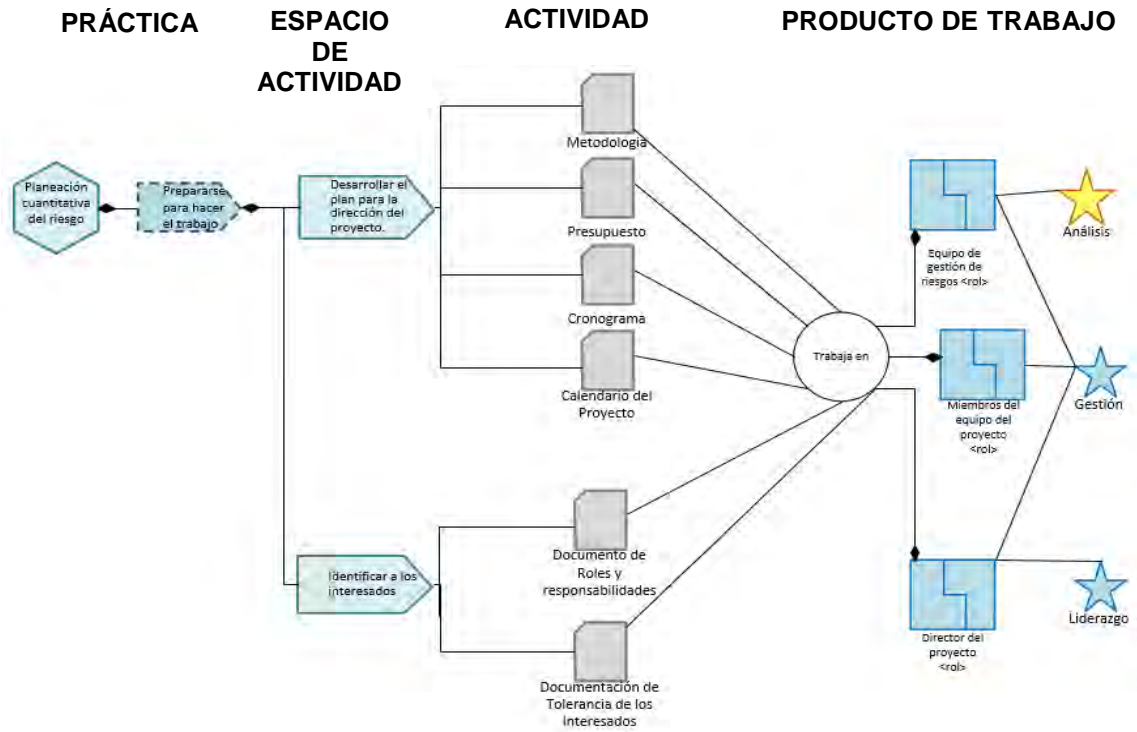 PRÁCTICA
ESPACIO
DE
ACTIVIDAD
ACTIVIDAD
PRODUCTO DE TRABAJO
Planeación
cuantitativa
del riesgo
Prepararse
para hacer
el trabajo
Desarrollar el
plan para la
dirección del
proyecto.
Identificar a los
interesados
Metodología
Presupuesto
Cronograma
Calendario del
Proyecto
Documento de
Roles y
responsabilidades
Documentación de
Tolerancia de los
Interesados
Trabaja en
Equipo de
gestión de
riesgos <rol>
Miembros del
equipo del
proyecto
<rol>
Director del
proyecto
<rol>
Análisis
Gestión
Liderazgo